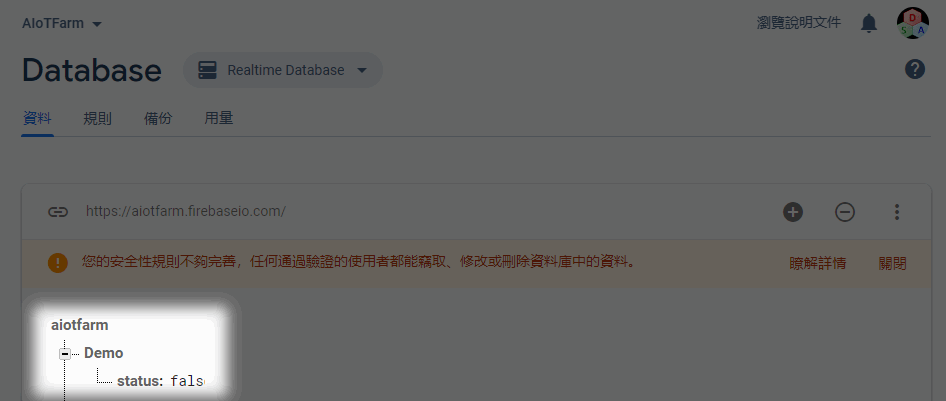 AIoTFarm
瀏覽說明文件
Database
Realtime Database
資料 規則 備份 用量
https://aiotfarm.firebaseio.com/
您的安全性規則不夠完善，任何通過驗證的使用者都能竊取、修改或刪除資料庫中的資料。 瞭解詳情 關閉
aiotfarm
Demo
status: fals